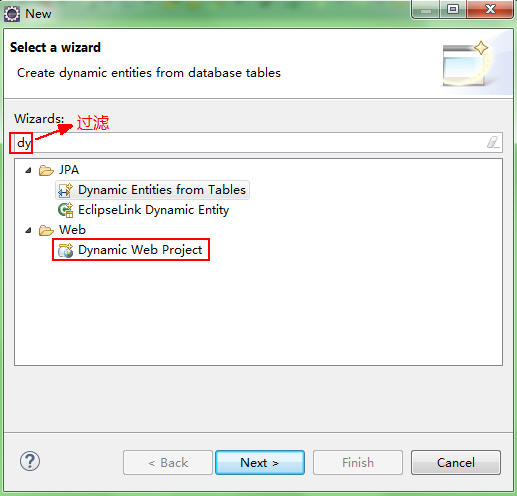 New
Select a wizard
Create dynamic entities from database tables
Wizards:
过滤
dy
JPA
Dynamic Entities from Tables
EclipseLink Dynamic Entity
Web
Dynamic Web Project
?
< Back
Next >
Finish
Cancel